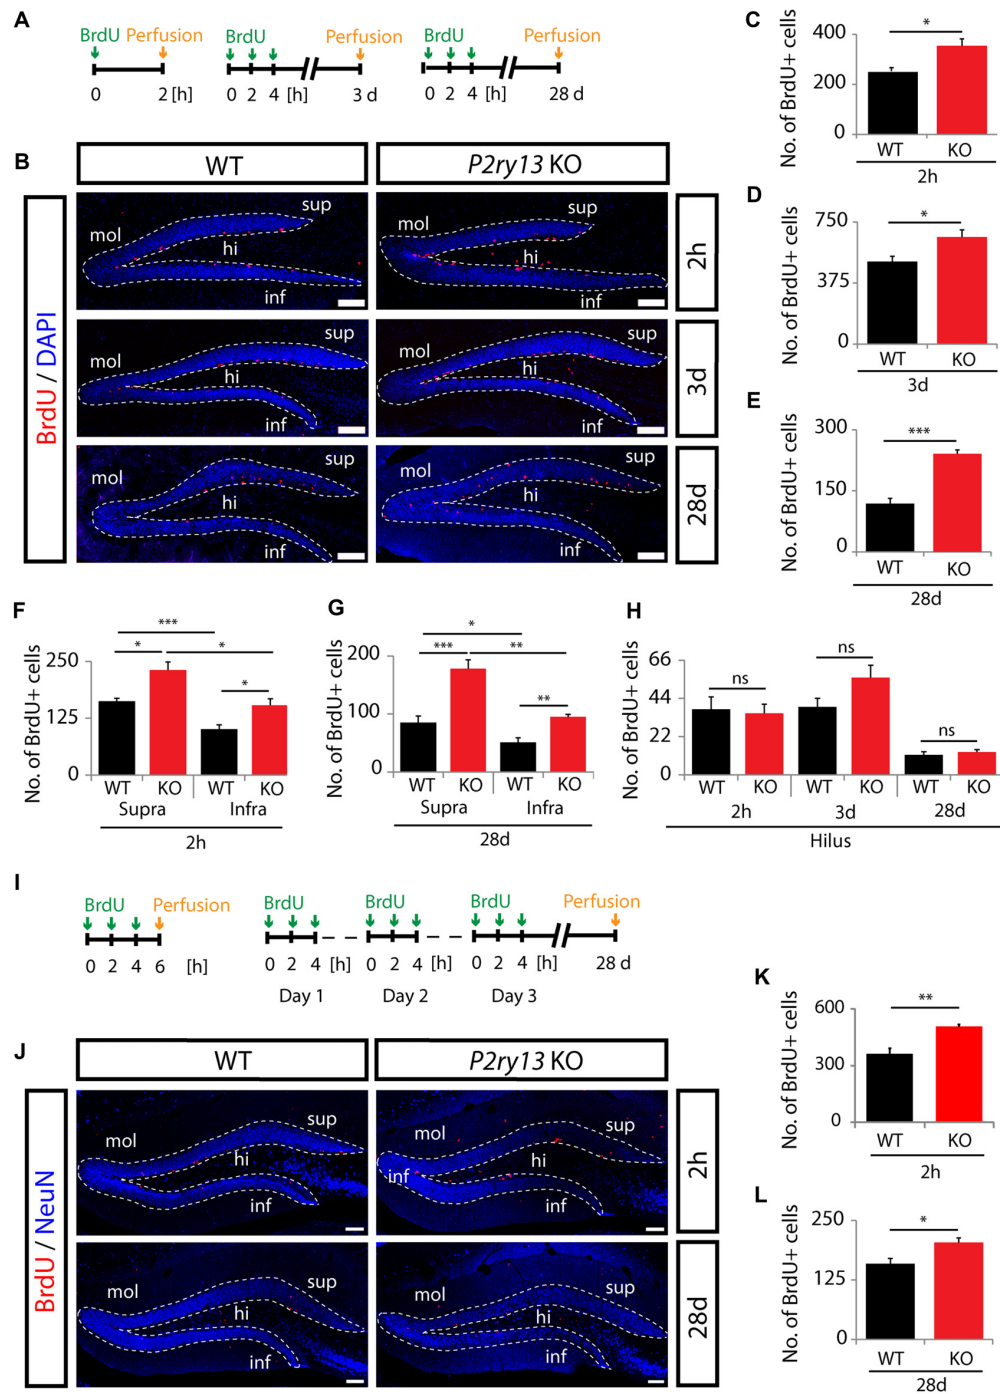 A
BrdU Perfusion
0 2 [h]
BrdU Perfusion
0 2 4 [h] 3 d
BrdU Perfusion
0 2 4 [h] 28 d
B
WT
P2ry13 KO
BrdU / DAPI
mol sup hi inf
mol sup hi inf
2h
mol sup hi inf
mol sup hi inf
3d
mol sup hi inf
mol sup hi inf
28d
C
No. of BrdU+ cells
400
200
0
*
WT KO
2h
D
No. of BrdU+ cells
750
475
0
*
WT KO
3d
E
No. of BrdU+ cells
300
150
0
***
WT KO
28d
F
No. of BrdU+ cells
250
125
0
***
* *
*
WT KO WT KO
Supra Infra
2h
G
No. of BrdU+ cells
200
100
0
*
*** **
**
WT KO WT KO
Supra Infra
28d
H
No. of BrdU+ cells
66
44
22
0
ns ns ns
WT KO WT KO WT KO
2h 3d 28d
Hilus
I
BrdU Perfusion
0 2 4 6 [h]
BrdU BrdU BrdU Perfusion
0 2 4 0 2 4 [h] 0 2 4 [h] 28 d
Day 1 Day 2 Day 3
J
WT
P2ry13 KO
BrdU / NeuN
mol sup hi inf
mol sup hi inf inf
2h
mol sup hi inf
mol sup hi inf
28d
K
No. of BrdU+ cells
600
300
0
**
WT KO
2h
L
No. of BrdU+ cells
250
125
0
*
WT KO
28d